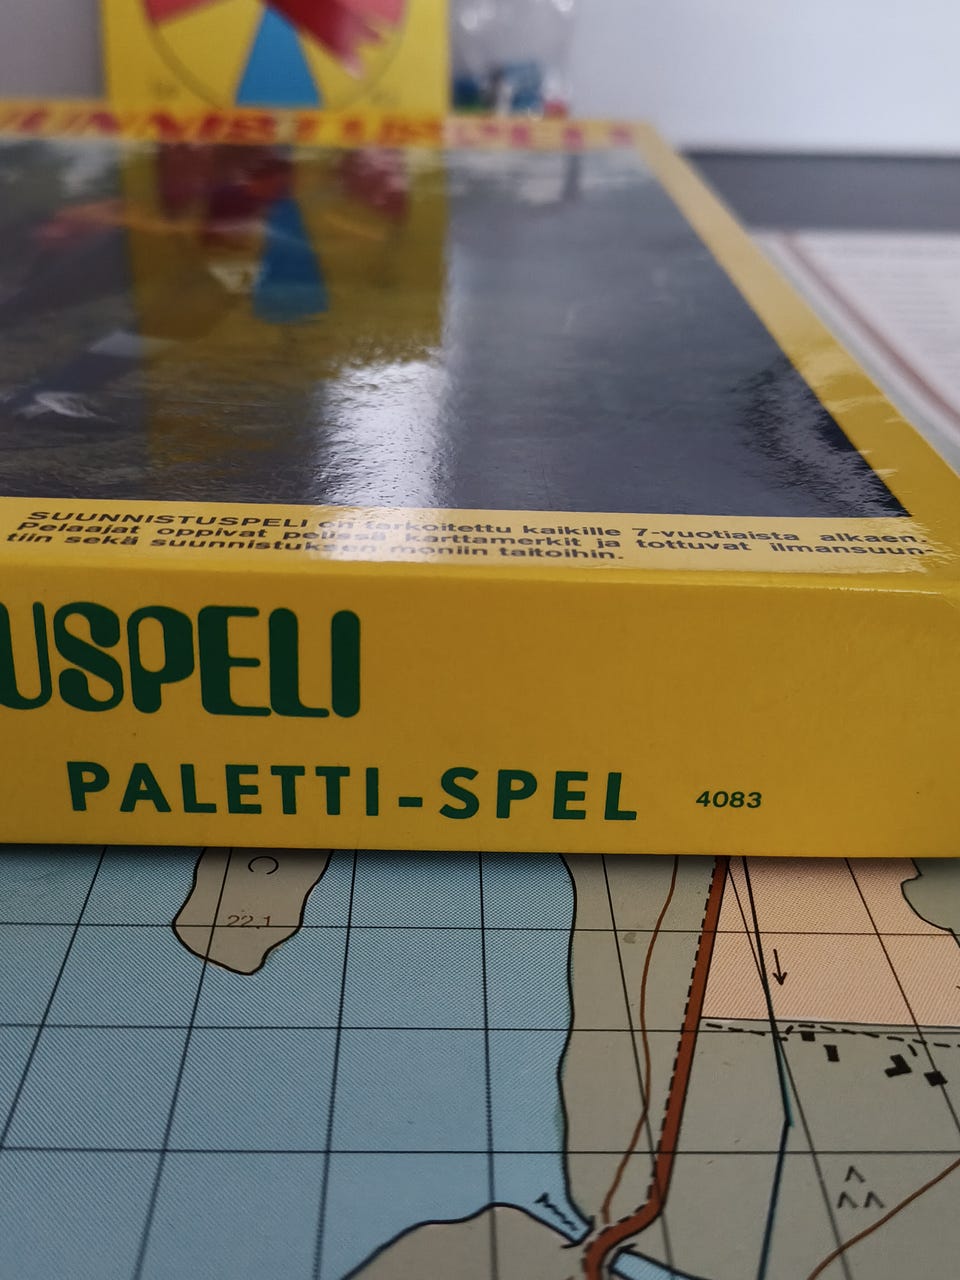 UNNISTUSPELI
SUUNNISTUSPELI on tarkoitettu kaikille 7-vuotiaista alkaen.
Pelaajat oppivat pelissä karttamerkit ja tottuvat ilmansuun-
tiin sekä suunnistuksen moniin taitoihin.
USPELI
PALETTI-SPEL 4083
22.1